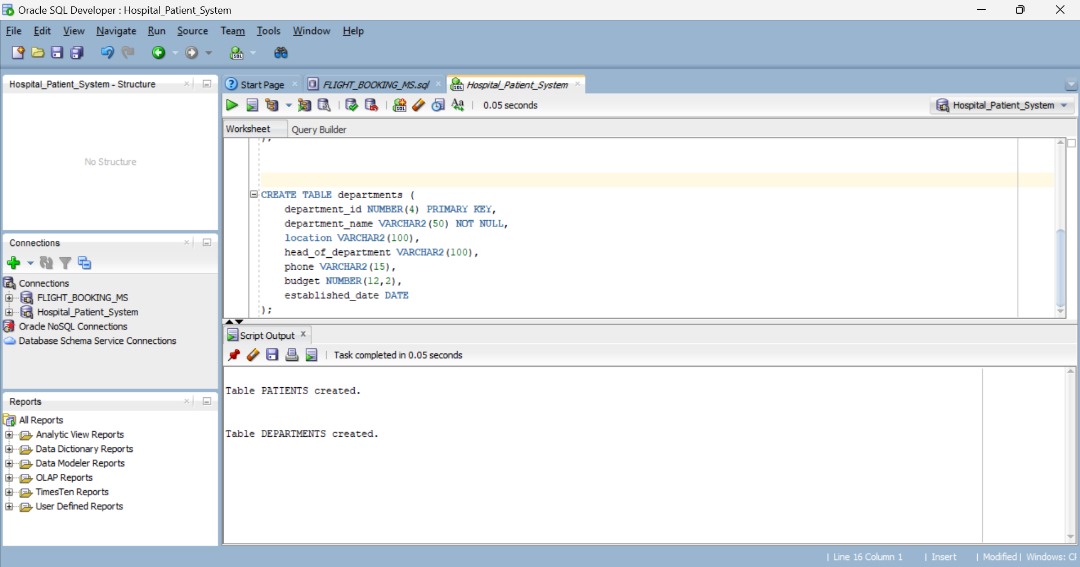 Oracle SQL Developer : Hospital_Patient_System
File Edit View Navigate Run Source Team Tools Window Help
Hospital_Patient_System - Structure
No Structure
Connections
Connections
FLIGHT_BOOKING_MS
Hospital_Patient_System
Oracle NoSQL Connections
Database Schema Service Connections
Reports
All Reports
Analytic View Reports
Data Dictionary Reports
Data Modeler Reports
OLAP Reports
TimesTen Reports
User Defined Reports
Start Page FLIGHT_BOOKING_MS.sql Hospital_Patient_System
0.05 seconds Hospital_Patient_System
Worksheet Query Builder
);
CREATE TABLE departments (
department_id NUMBER(4) PRIMARY KEY,
department_name VARCHAR2(50) NOT NULL,
location VARCHAR2(100),
head_of_department VARCHAR2(100),
phone VARCHAR2(15),
budget NUMBER(12,2),
established_date DATE
);
Script Output
Task completed in 0.05 seconds
Table PATIENTS created.
Table DEPARTMENTS created.
Line 16 Column 1 | Insert | Modified | Windows: Cl